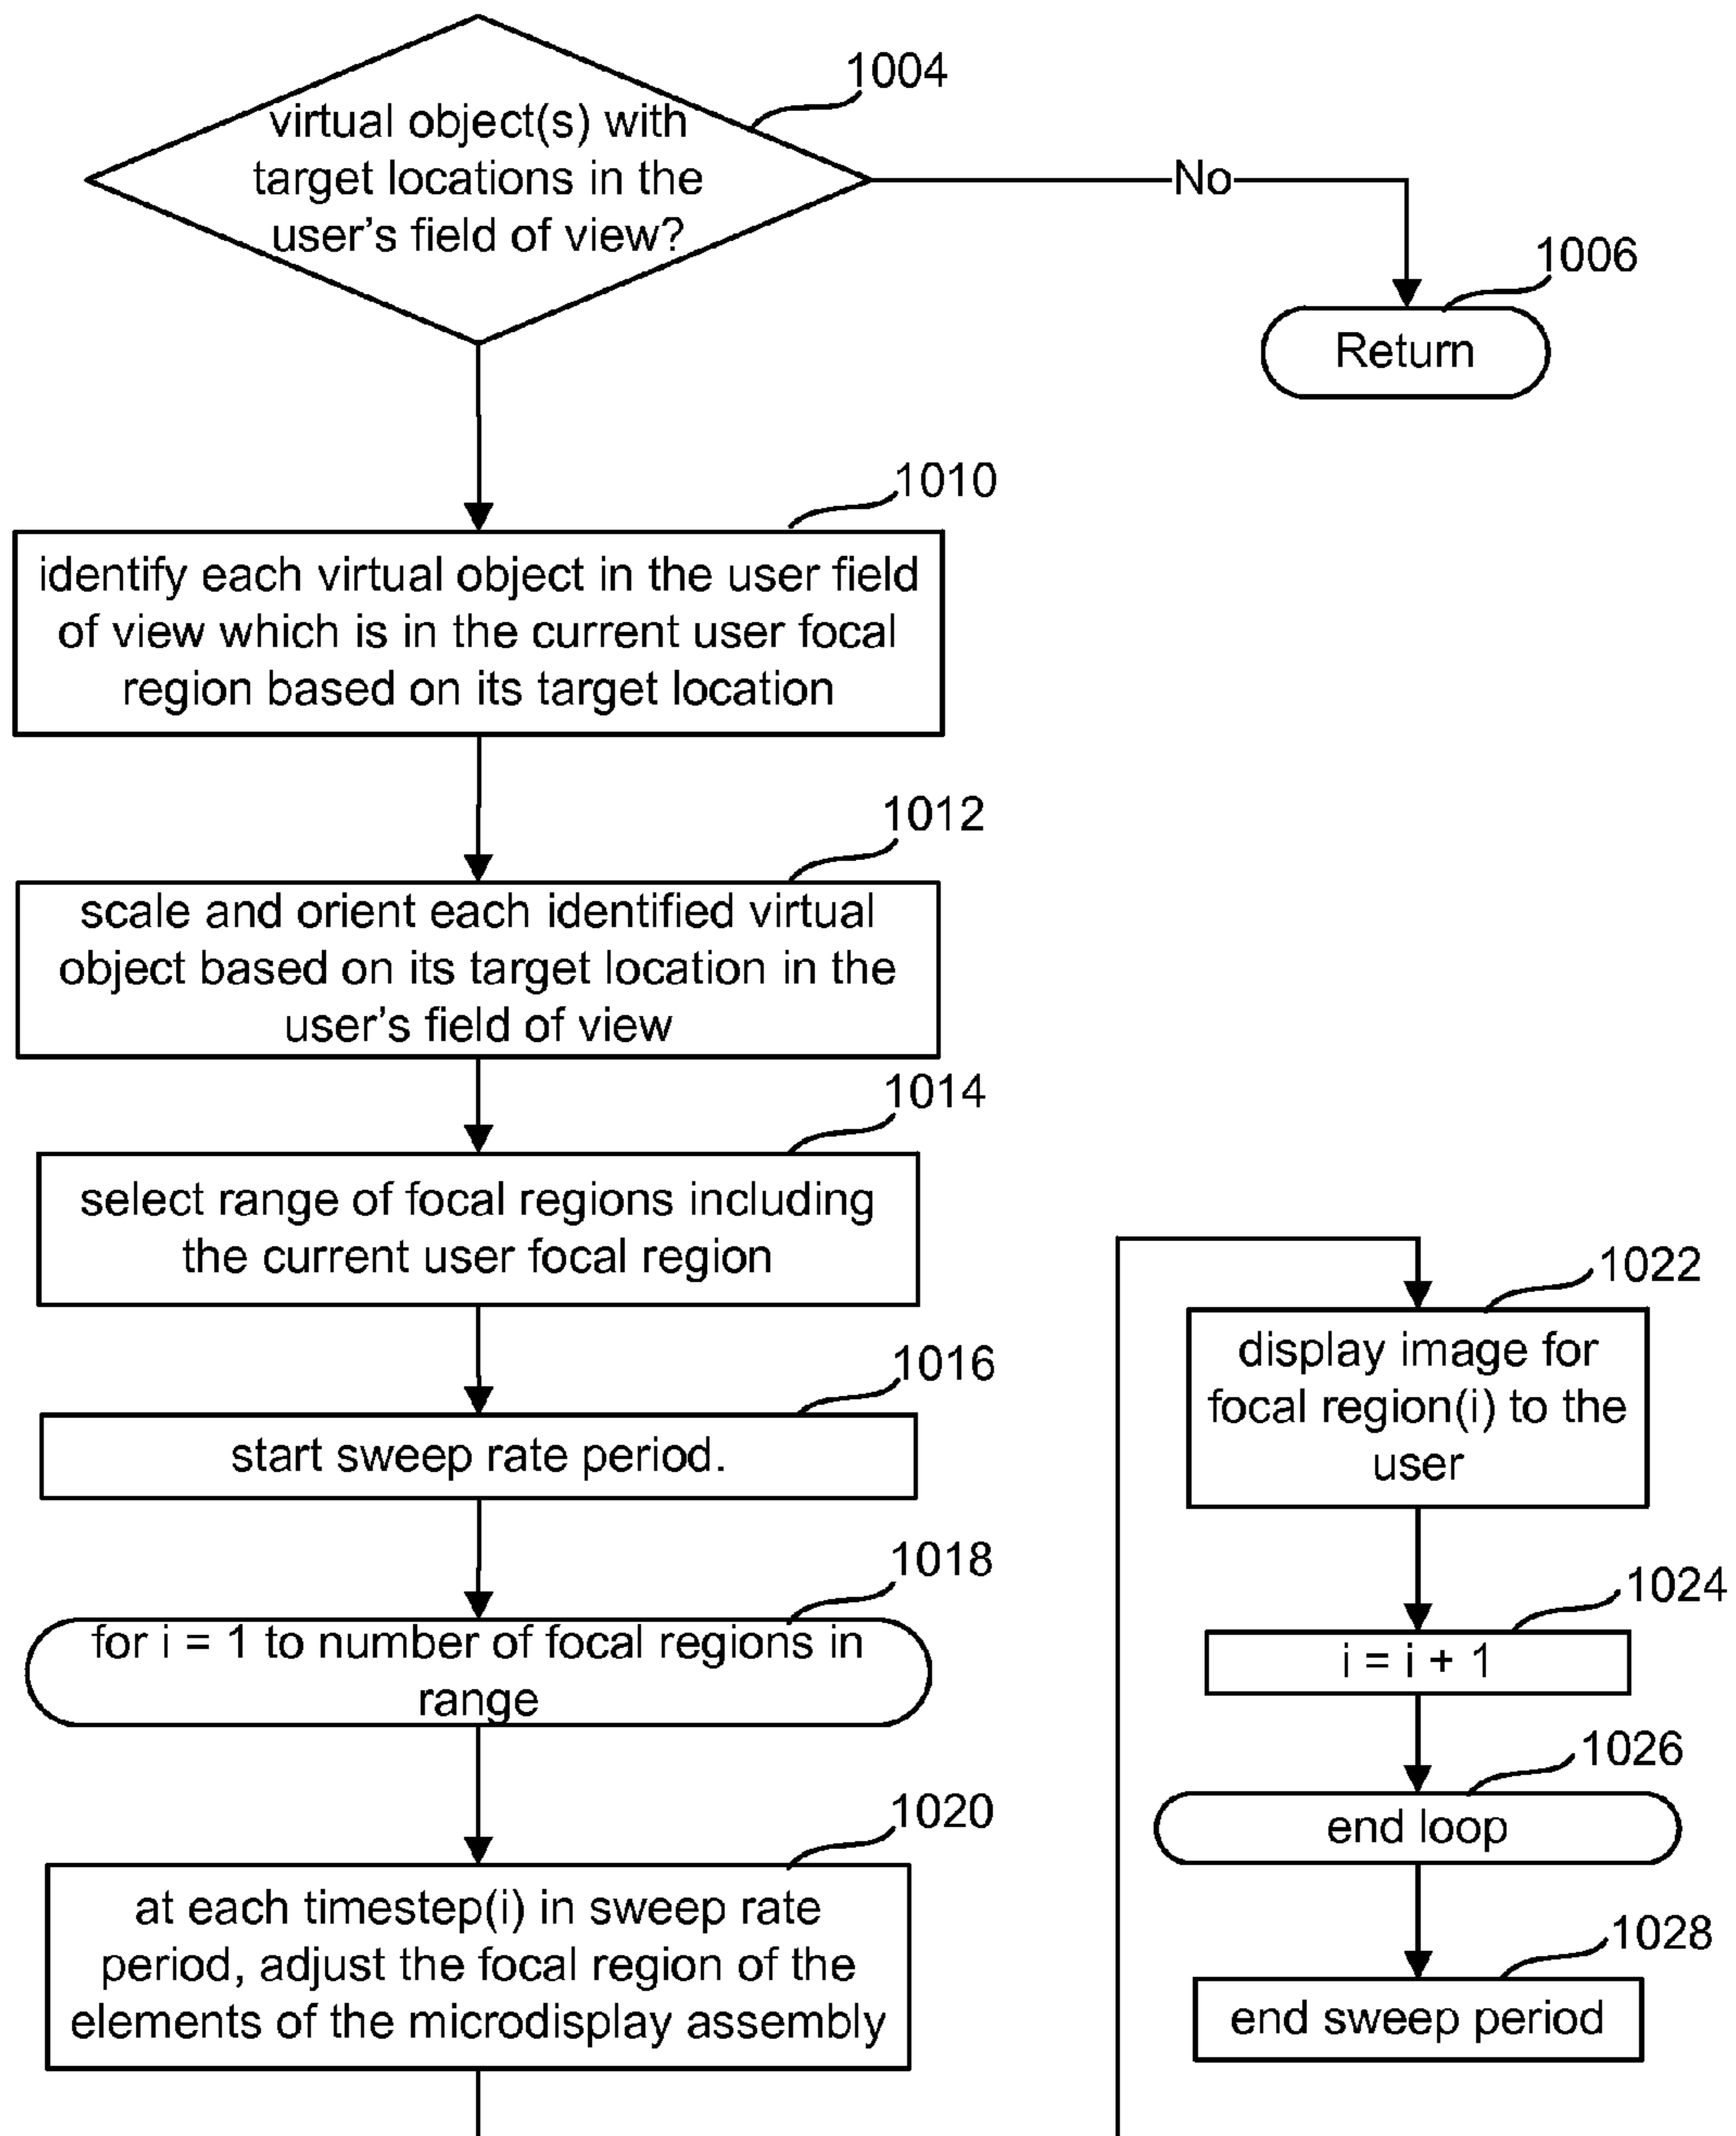 1004
virtual object(s) with
target locations in the
user's field of view?
No
1006
Return
1010
identify each virtual object in the user field
of view which is in the current user focal
region based on its target location
1012
scale and orient each identified virtual
object based on its target location in the
user's field of view
1014
select range of focal regions including
the current user focal region
1016
start sweep rate period.
1018
for i = 1 to number of focal regions in
range
1020
at each timestep(i) in sweep rate
period, adjust the focal region of the
elements of the microdisplay assembly
1022
display image for
focal region(i) to the
user
1024
i = i + 1
1026
end loop
1028
end sweep period